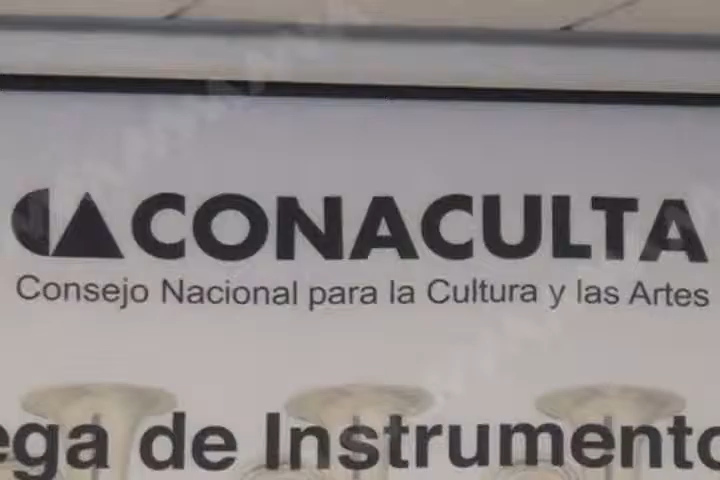 CONACULTA
Consejo Nacional para la Cultura y las Artes
ega de Instrumento